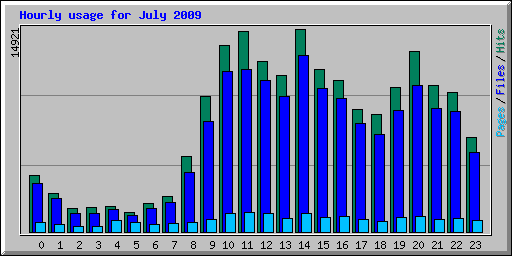 Hourly usage for July 2009
14921
Pages / Files / Hits
0 1 2 3 4 5 6 7 8 9 10 11 12 13 14 15 16 17 18 19 20 21 22 23